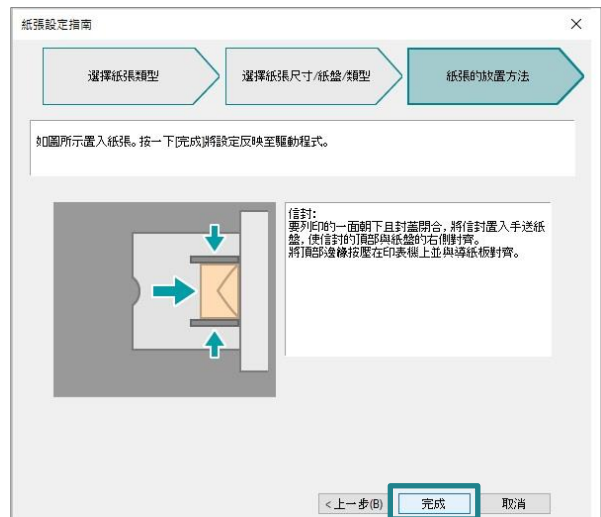 紙張設定指南
選擇紙張類型
選擇紙張尺寸/紙盤/類型
紙張的放置方法
如圖所示置入紙張。按一下[完成]將設定反映至驅動程式。
信封:
要列印的一面朝下且封蓋閉合，將信封置入手送紙
盤，使信封的頂部與紙盤的右側對齊。
將頂部邊緣按壓在印表機上並與導紙板對齊。
<上一步(B)
完成
取消